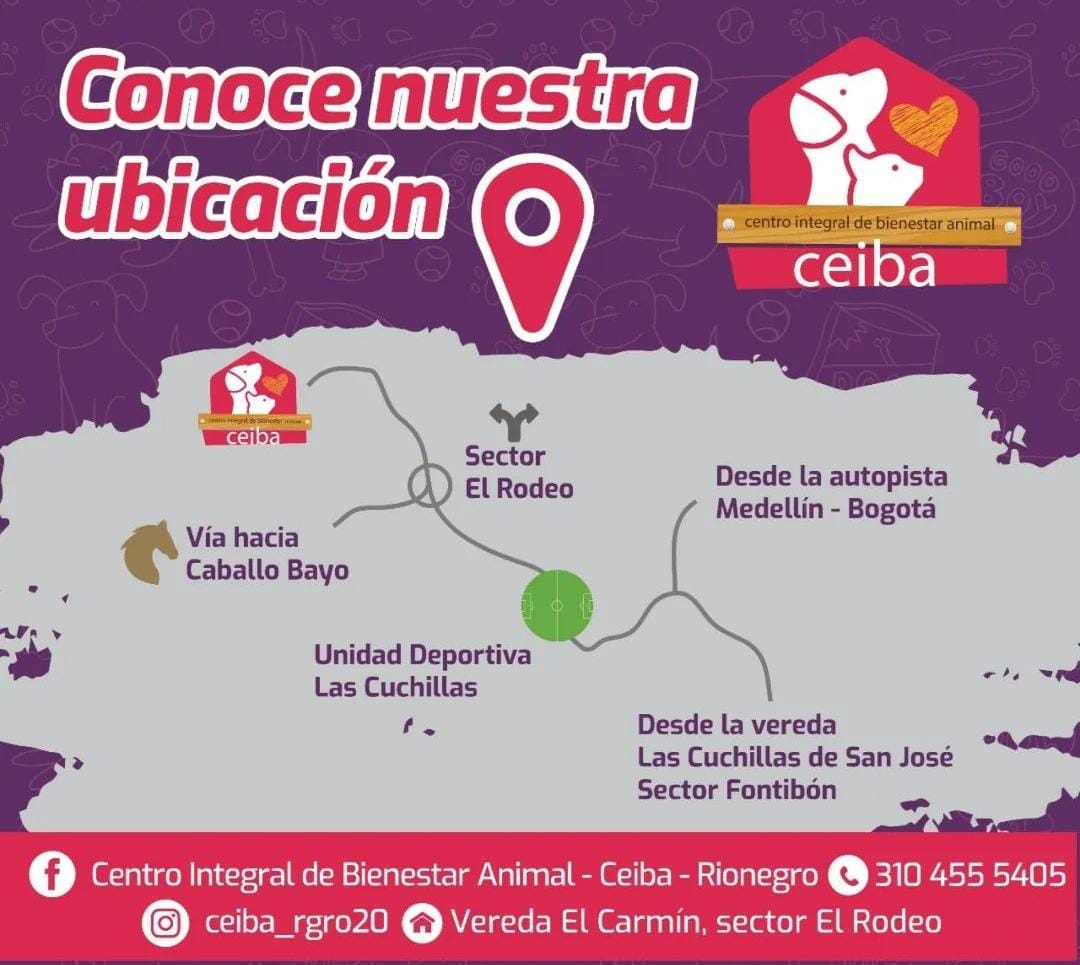 Conoce nuestra
ubicación
centro integral de bienestar animal
ceiba
centro integral de bienestar animal
ceiba
Sector
El Rodeo
Desde la autopista
Medellín - Bogotá
Vía hacia
Caballo Bayo
Unidad Deportiva
Las Cuchillas
Desde la vereda
Las Cuchillas de San José
Sector Fontibón
Centro Integral de Bienestar Animal - Ceiba - Rionegro 310 455 5405
ceiba_rgro20 Vereda El Carmín, sector El Rodeo